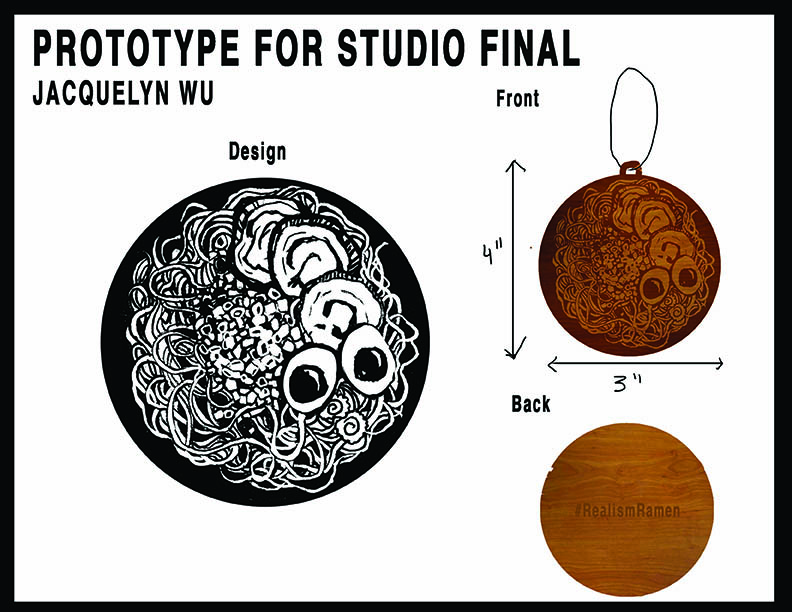 PROTOTYPE FOR STUDIO FINAL
JACQUELYN WU
Design
Front
4"
3"
Back
#RealismRamen